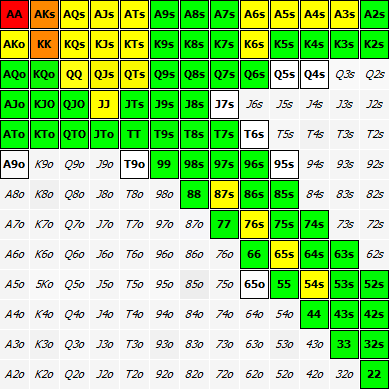 AA AKs AQs AJs ATs A9s A8s A7s A6s A5s A4s A3s A2s
AKo KK KQs KJs KTs K9s K8s K7s K6s K5s K4s K3s K2s
AQo KQo QQ QJs QTs Q9s Q8s Q7s Q6s Q5s Q4s Q3s Q2s
AJo KJO QJO JJ JTs J9s J8s J7s J6s J5s J4s J3s J2s
ATo KTo QTO JTo TT T9s T8s T7s T6s T5s T4s T3s T2s
A9o K9o Q9o J9o T9o 99 98s 97s 96s 95s 94s 93s 92s
A8o K8o Q8o J8o T8o 98o 88 87s 86s 85s 84s 83s 82s
A7o K7o Q7o J7o T7o 97o 87o 77 76s 75s 74s 73s 72s
A6o K6o Q6o J6o T6o 96o 86o 76o 66 65s 64s 63s 62s
A5o 5Ko Q5o J5o T5o 95o 85o 75o 65o 55 54s 53s 52s
A4o K4o Q4o J4o T4o 94o 84o 74o 64o 54o 44 43s 42s
A3o K3o Q3o J3o T3o 93o 83o 73o 63o 53o 43o 33 32s
A2o K2o Q2o J2o T2o 92o 82o 72o 62o 52o 42o 32o 22